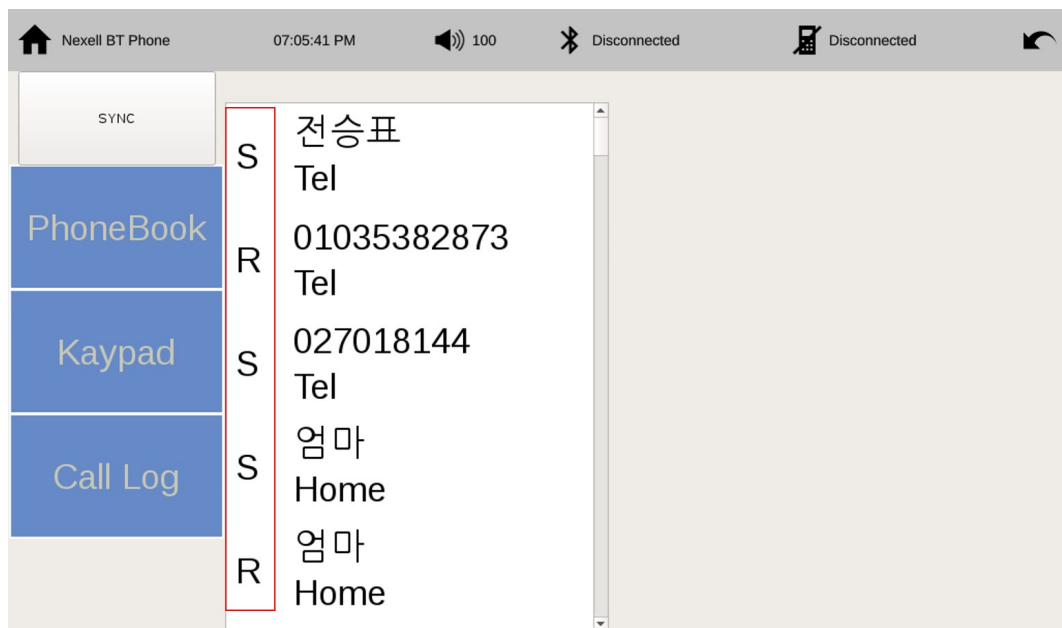 Nexell BT Phone 07:05:41 PM 100 Disconnected Disconnected
SYNC
PhoneBook
Kaypad
Call Log
S 전승표
Tel
R 01035382873
Tel
S 027018144
Tel
S 엄마
Home
R 엄마
Home